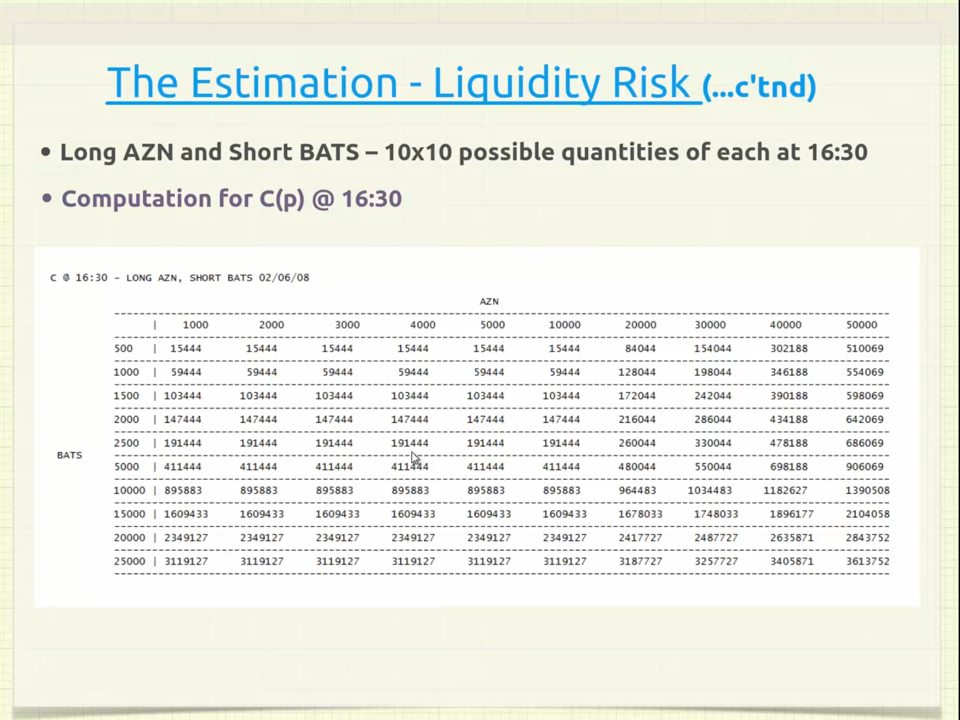 The Estimation - Liquidity Risk (...c'tnd)
• Long AZN and Short BATS – 10x10 possible quantities of each at 16:30
• Computation for C(p) @ 16:30
C @ 16:30 - LONG AZN, SHORT BATS 02/06/08
AZN
| 1000 2000 3000 4000 5000 10000 20000 30000 40000 50000
500 | 15444 15444 15444 15444 15444 15444 84044 154044 302188 510069
1000 | 59444 59444 59444 59444 59444 59444 128044 198044 346188 554069
1500 | 103444 103444 103444 103444 103444 103444 172044 242044 390188 598069
2000 | 147444 147444 147444 147444 147444 147444 216044 286044 434188 642069
2500 | 191444 191444 191444 191444 191444 191444 260044 330044 478188 686069
BATS
5000 | 411444 411444 411444 411444 411444 411444 480044 550044 698188 906069
10000 | 895883 895883 895883 895883 895883 895883 964483 1034483 1182627 1390508
15000 | 1609433 1609433 1609433 1609433 1609433 1609433 1678033 1748033 1896177 2104058
20000 | 2349127 2349127 2349127 2349127 2349127 2349127 2417727 2487727 2635871 2843752
25000 | 3119127 3119127 3119127 3119127 3119127 3119127 3187727 3257727 3405871 3613752